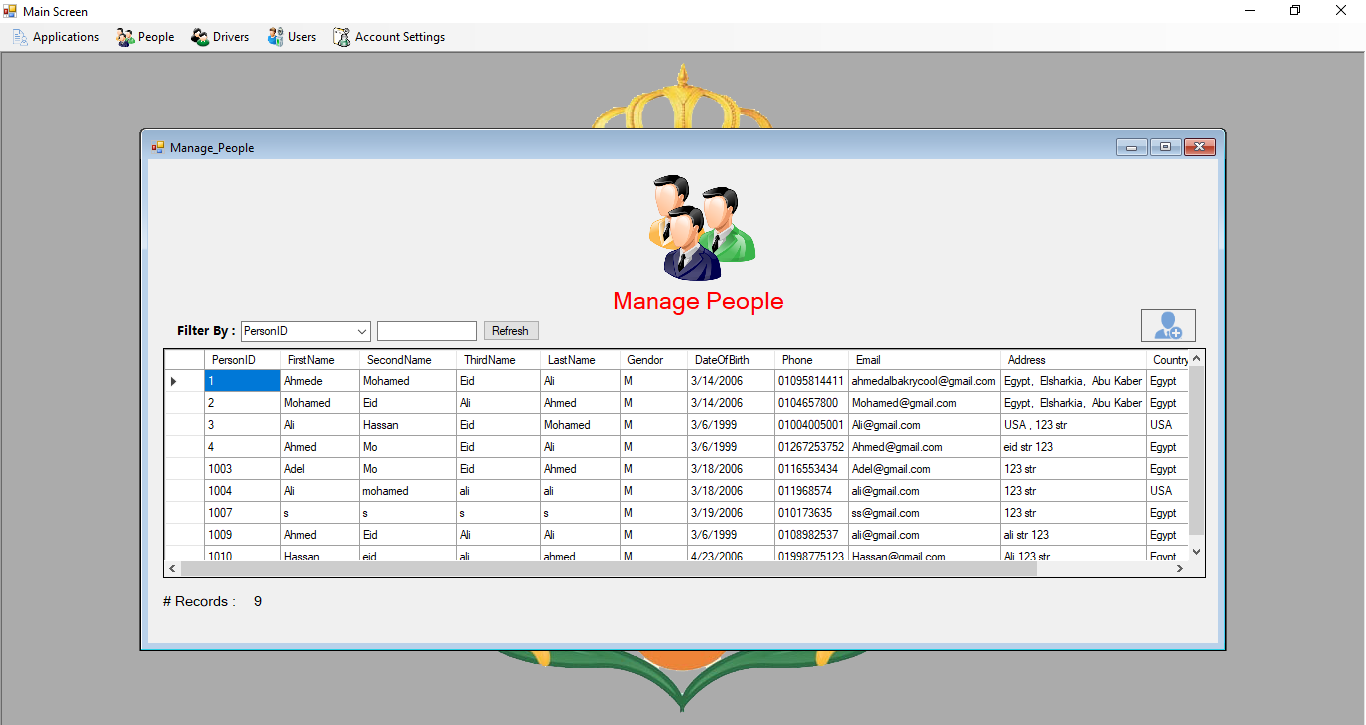 Main Screen
Applications People Drivers Users Account Settings
Manage_People
Manage People
Filter By : PersonID Refresh
PersonID FirstName SecondName ThirdName LastName Gendor DateOfBirth Phone Email Address Country
1 Ahmede Mohamed Eid Ali M 3/14/2006 01095814411 ahmedalbakrycool@gmail.com Egypt, Elsharkia, Abu Kaber Egypt
2 Mohamed Eid Ali Ahmed M 3/14/2006 0104657800 Mohamed@gmail.com Egypt, Elsharkia, Abu Kaber Egypt
3 Ali Hassan Eid Mohamed M 3/6/1999 01004005001 Ali@gmail.com USA , 123 str USA
4 Ahmed Mo Eid Ali M 3/6/1999 01267253752 Ahmed@gmail.com eid str 123 Egypt
1003 Adel Mo Eid Ahmed M 3/18/2006 0116553434 Adel@gmail.com 123 str Egypt
1004 Ali mohamed ali ali M 3/18/2006 011968574 ali@gmail.com 123 str USA
1007 s s s s M 3/19/2006 010173635 ss@gmail.com 123 str Egypt
1009 Ahmed Eid Ali Ali M 3/6/1999 0108982537 ali@gmail.com ali str 123 Egypt
1010 Hassan eid ali ahmed M 4/23/2006 01998775123 Hassan@gmail.com Ali 123 str Egypt
# Records : 9